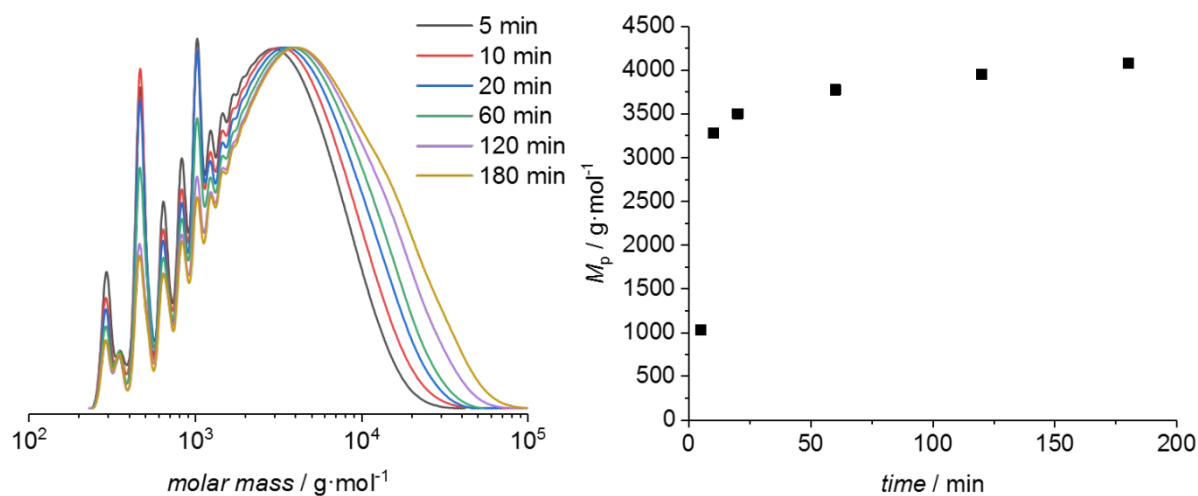 5 min
10 min
20 min
60 min
120 min
180 min
10²
10³
10⁴
10⁵
molar mass / g·mol⁻¹
4500
4000
3500
3000
2500
2000
1500
1000
500
0
Mₚ / g·mol⁻¹
0
50
100
150
200
time / min